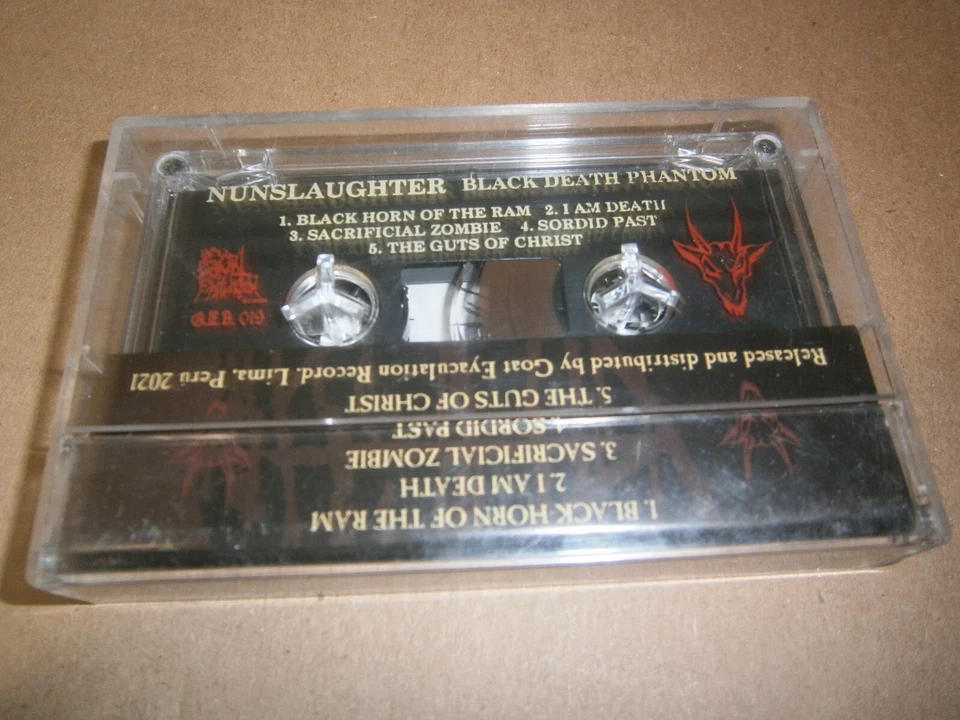 NUNSLAUGHTER BLACK DEATH PHANTOM
1. BLACK HORN OF THE RAM 2. I AM DEATH
3. SACRIFICIAL ZOMBIE 4. SORDID PAST
5. THE GUTS OF CHRIST
G.E.R. 019
1. BLACK HORN OF THE RAM
2. I AM DEATH
3. SACRIFICIAL ZOMBIE
4. SORDID PAST
5. THE GUTS OF CHRIST
Released and distributed by Goat Eyaculation Record. Lima, Perú 2021